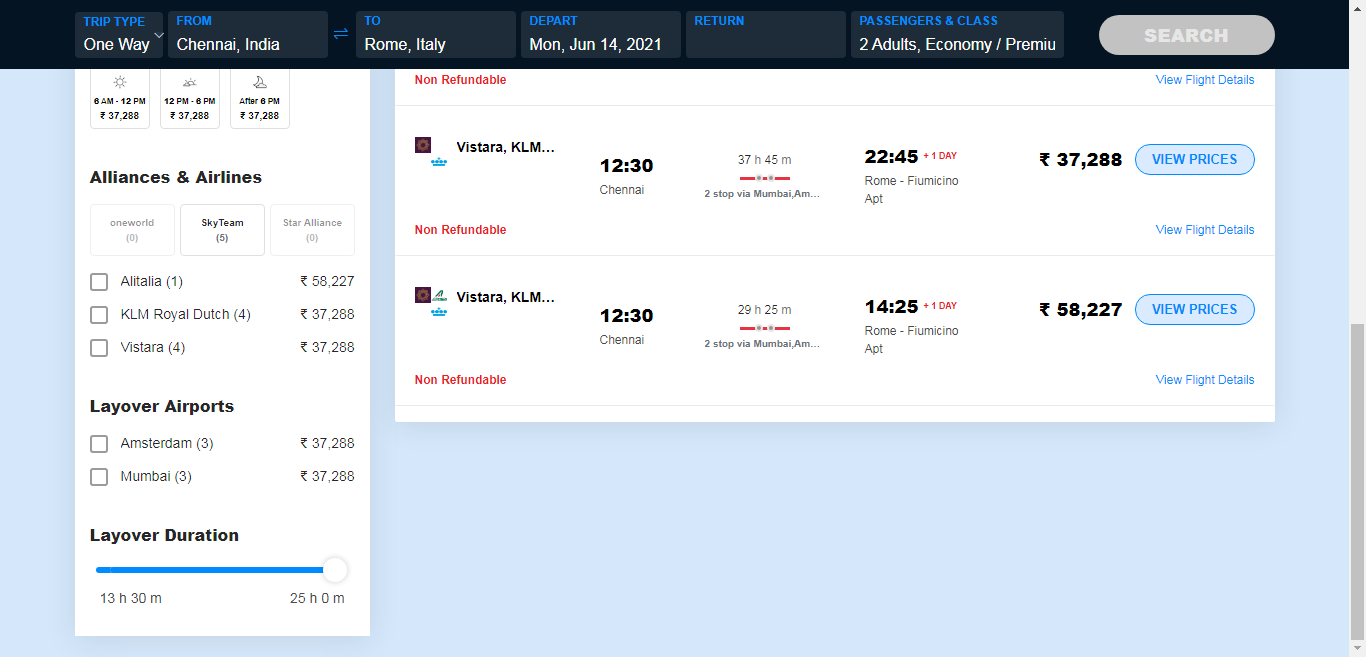 TRIP TYPE
One Way
FROM
Chennai, India
TO
Rome, Italy
DEPART
Mon, Jun 14, 2021
RETURN
PASSENGERS & CLASS
2 Adults, Economy / Premiu
SEARCH
6 AM - 12 PM
₹ 37,288
12 PM - 6 PM
₹ 37,288
After 6 PM
₹ 37,288
Alliances & Airlines
oneworld
(0)
SkyTeam
(5)
Star Alliance
(0)
Alitalia (1) ₹ 58,227
KLM Royal Dutch (4) ₹ 37,288
Vistara (4) ₹ 37,288
Layover Airports
Amsterdam (3) ₹ 37,288
Mumbai (3) ₹ 37,288
Layover Duration
13 h 30 m 25 h 0 m
Non Refundable View Flight Details
Vistara, KLM...
12:30
Chennai
37 h 45 m
2 stop via Mumbai,Am...
22:45 + 1 DAY
Rome - Fiumicino
Apt
₹ 37,288 VIEW PRICES
Non Refundable View Flight Details
Vistara, KLM...
12:30
Chennai
29 h 25 m
2 stop via Mumbai,Am...
14:25 + 1 DAY
Rome - Fiumicino
Apt
₹ 58,227 VIEW PRICES
Non Refundable View Flight Details